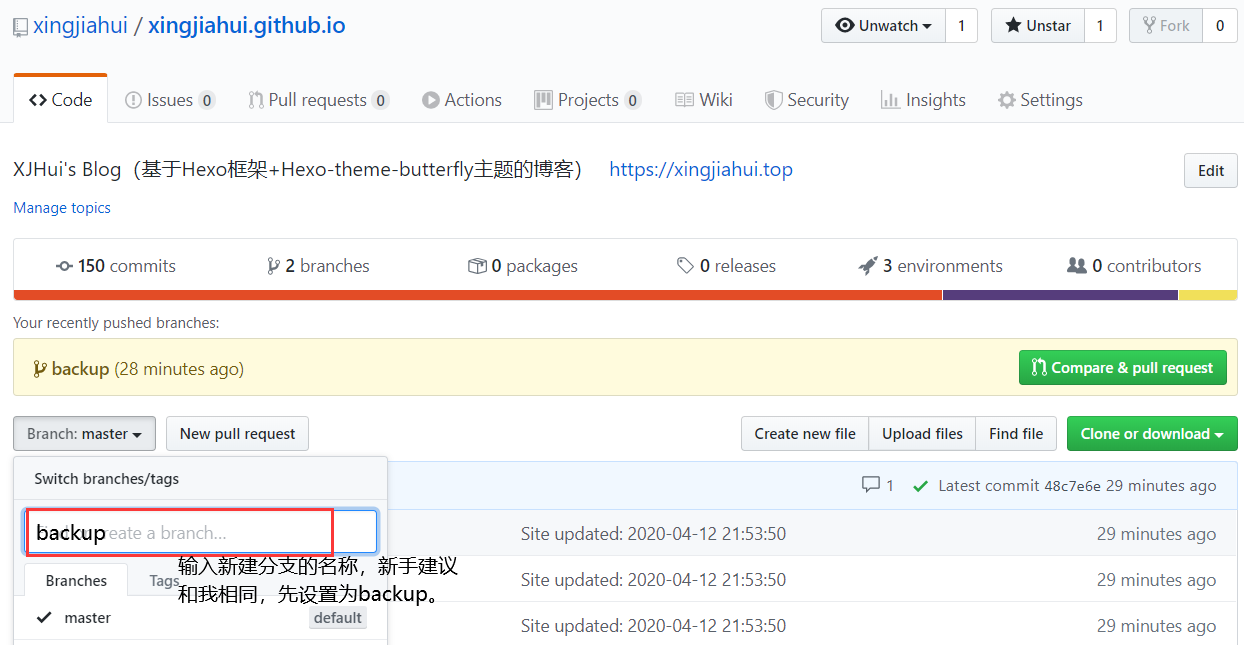 xingjiahui / xingjiahui.github.io
Unwatch 1 Unstar 1 Fork 0
Code Issues 0 Pull requests 0 Actions Projects 0 Wiki Security Insights Settings
XJHui's Blog（基于Hexo框架+Hexo-theme-butterfly主题的博客） https://xingjiahui.top Edit
Manage topics
150 commits 2 branches 0 packages 0 releases 3 environments 0 contributors
Your recently pushed branches:
backup (28 minutes ago) Compare & pull request
Branch: master New pull request Create new file Upload files Find file Clone or download
Switch branches/tags
1 Latest commit 48c7e6e 29 minutes ago
backup create a branch... Site updated: 2020-04-12 21:53:50 29 minutes ago
输入新建分支的名称，新手建议
Branches Tags Site updated: 2020-04-12 21:53:50 29 minutes ago
和我相同，先设置为backup。
master default Site updated: 2020-04-12 21:53:50 29 minutes ago